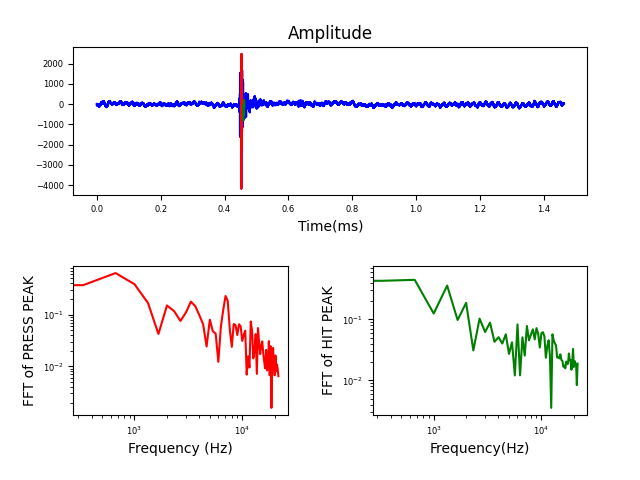 Amplitude
2000
1000
0
−1000
−2000
−3000
−4000
0.0 0.2 0.4 0.6 0.8 1.0 1.2 1.4
Time(ms)
FFT of PRESS PEAK
10⁻¹
10⁻²
10³ 10⁴
Frequency (Hz)
FFT of HIT PEAK
10⁻¹
10⁻²
10³ 10⁴
Frequency(Hz)